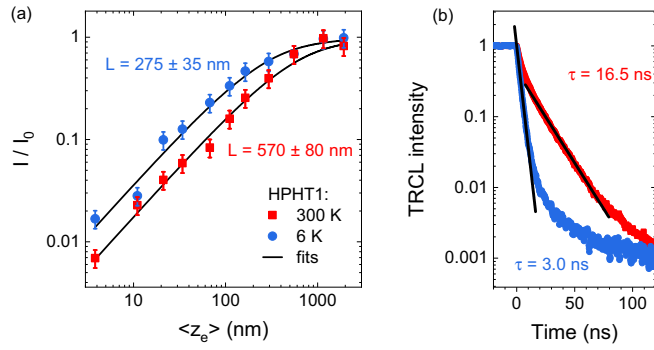 (a)
1
0.1
0.01
I / I₀
10
100
1000
<zₑ> (nm)
L = 275 ± 35 nm
L = 570 ± 80 nm
HPHT1:
300 K
6 K
fits
(b)
1
0.1
0.01
0.001
TRCL intensity
0
50
100
Time (ns)
τ = 16.5 ns
τ = 3.0 ns